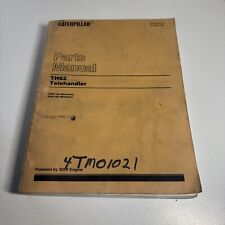 CATERPILLAR
Parts
Manual
TH62
Telehandler
4TM01021
Powered by 3054 Engine